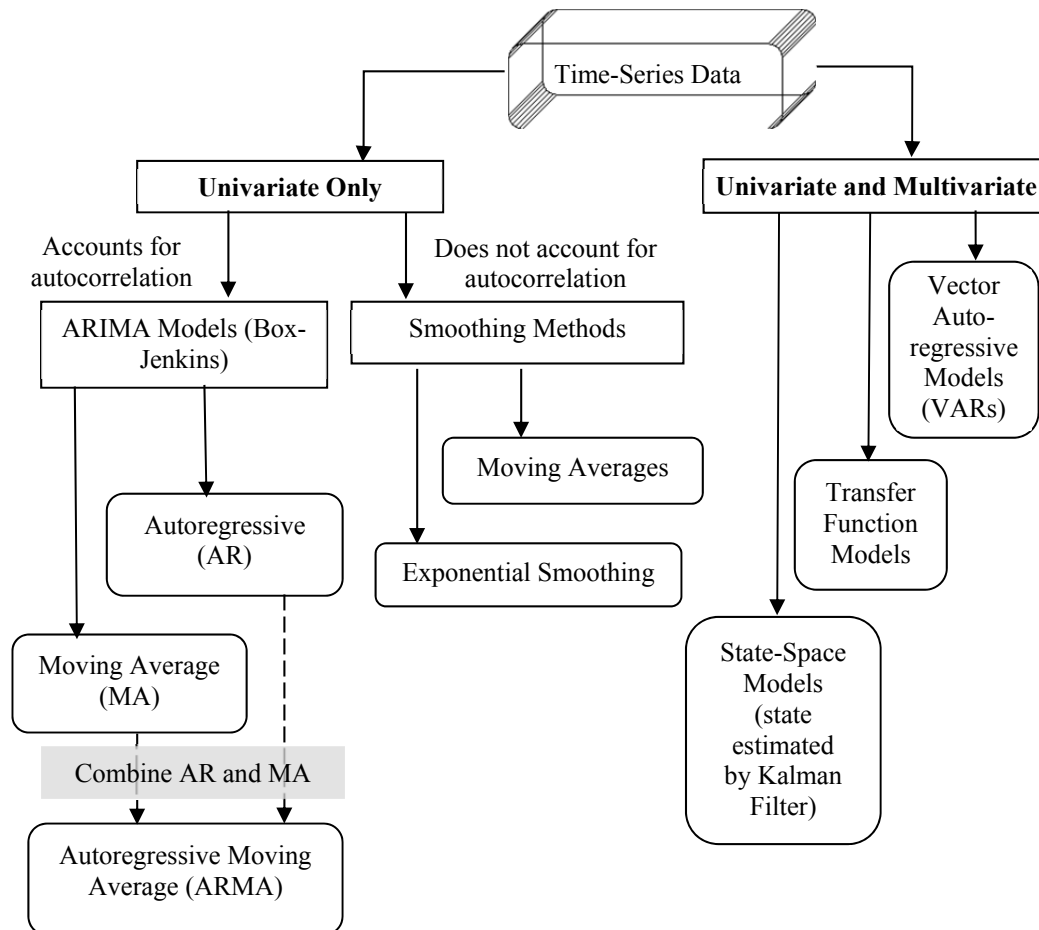 Time-Series Data
Univariate Only
Univariate and Multivariate
Accounts for
autocorrelation
Does not account for
autocorrelation
ARIMA Models (Box-
Jenkins)
Smoothing Methods
Vector
Auto-
regressive
Models
(VARs)
Moving Averages
Transfer
Function
Models
Autoregressive
(AR)
Exponential Smoothing
Moving Average
(MA)
State-Space
Models
(state
estimated
by Kalman
Filter)
Combine AR and MA
Autoregressive Moving
Average (ARMA)